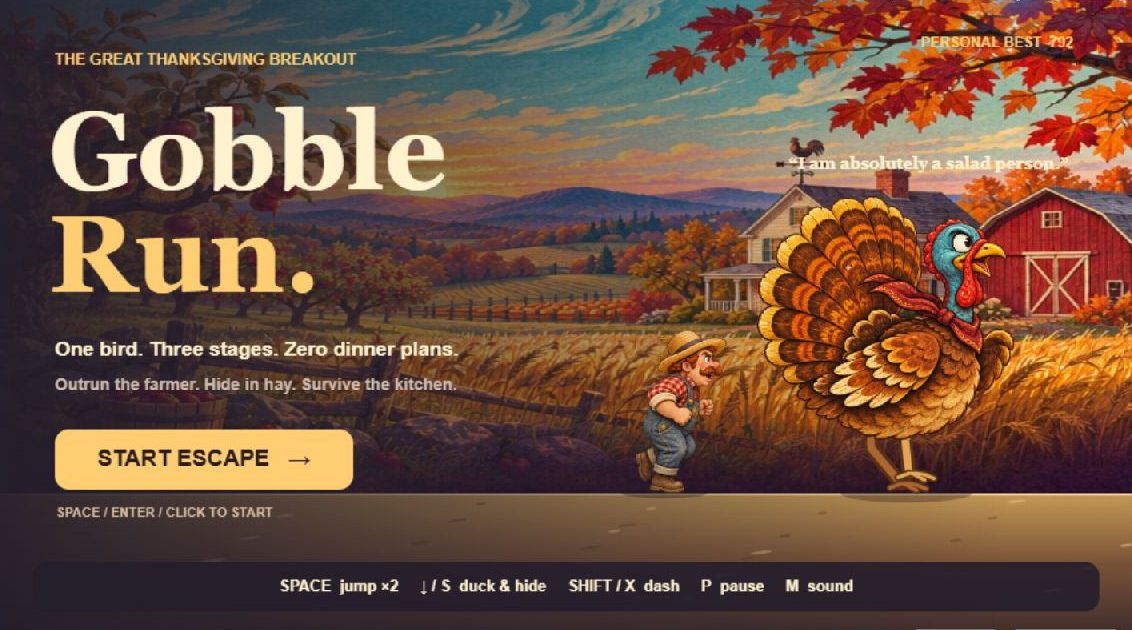 PERSONAL BEST 792
THE GREAT THANKSGIVING BREAKOUT
Gobble
Run.
“I am absolutely a salad person.”
One bird. Three stages. Zero dinner plans.
Outrun the farmer. Hide in hay. Survive the kitchen.
START ESCAPE →
SPACE / ENTER / CLICK TO START
SPACE jump ×2 ↓ / S duck & hide SHIFT / X dash P pause M sound